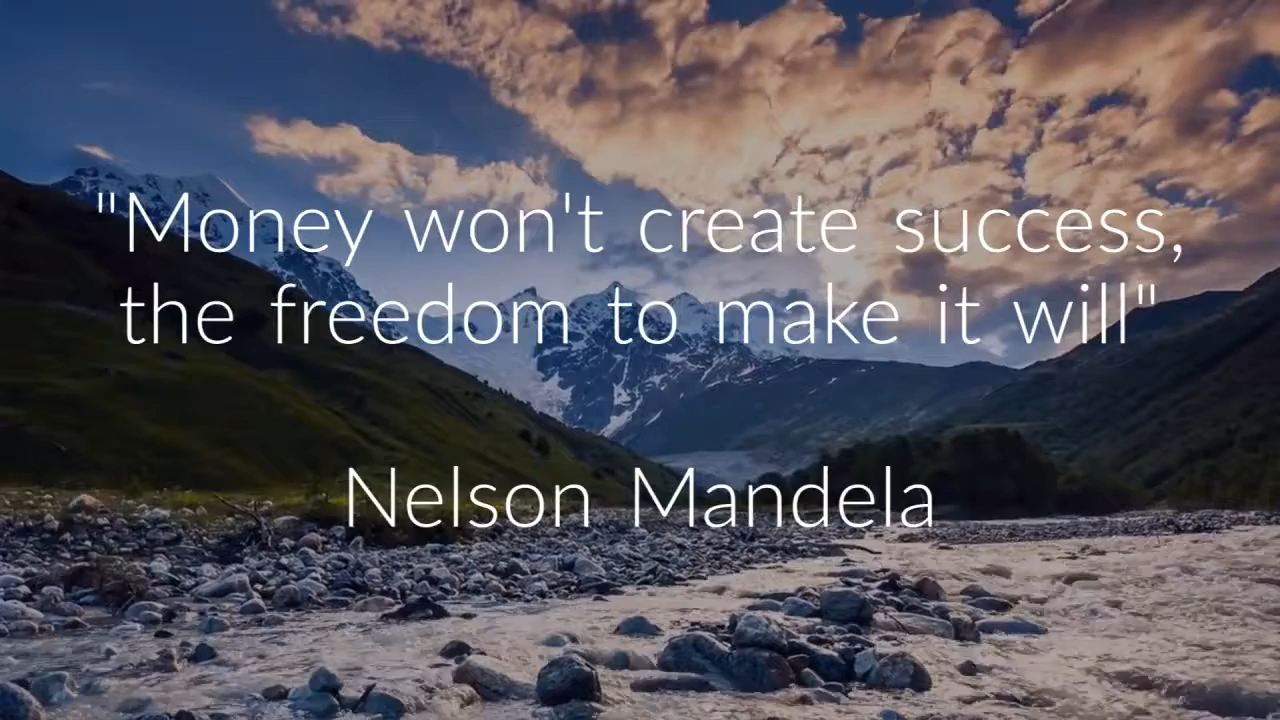 "Money won't create success,
the freedom to make it will"
Nelson Mandela